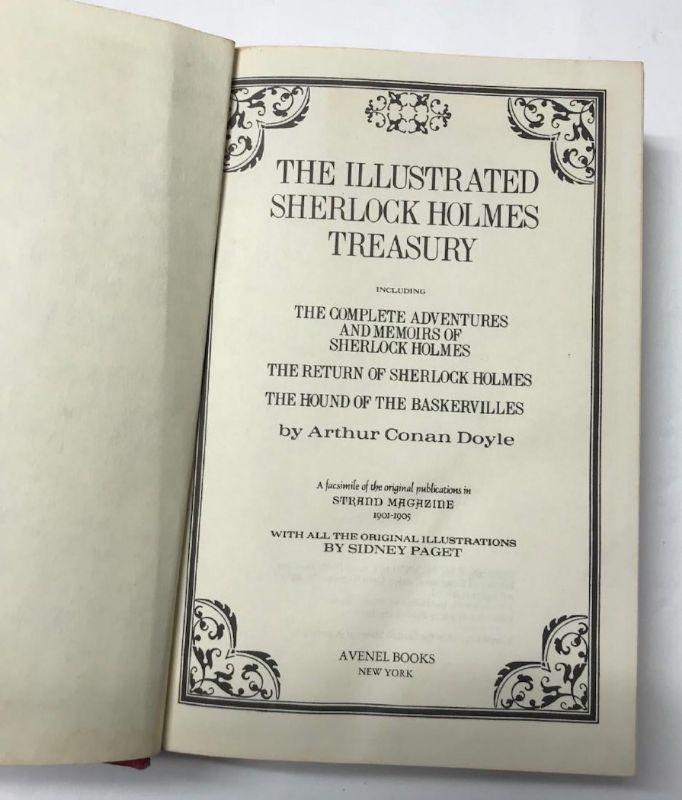 THE ILLUSTRATED
SHERLOCK HOLMES
TREASURY
INCLUDING
THE COMPLETE ADVENTURES
AND MEMOIRS OF
SHERLOCK HOLMES
THE RETURN OF SHERLOCK HOLMES
THE HOUND OF THE BASKERVILLES
by Arthur Conan Doyle
A facsimile of the original publications in
STRAND MAGAZINE
1901-1905
WITH ALL THE ORIGINAL ILLUSTRATIONS
BY SIDNEY PAGET
AVENEL BOOKS
NEW YORK